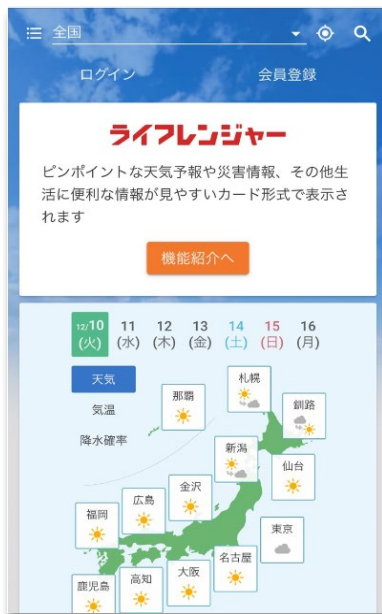 全国
ログイン 会員登録
ライフレンジャー
ピンポイントな天気予報や災害情報、その他生
活に便利な情報が見やすいカード形式で表示さ
れます
機能紹介へ
12/10 11 12 13 14 15 16
(火) (水) (木) (金) (土) (日) (月)
天気
気温
降水確率
那覇
札幌
釧路
新潟
仙台
金沢
広島
福岡
東京
名古屋
大阪
高知
鹿児島